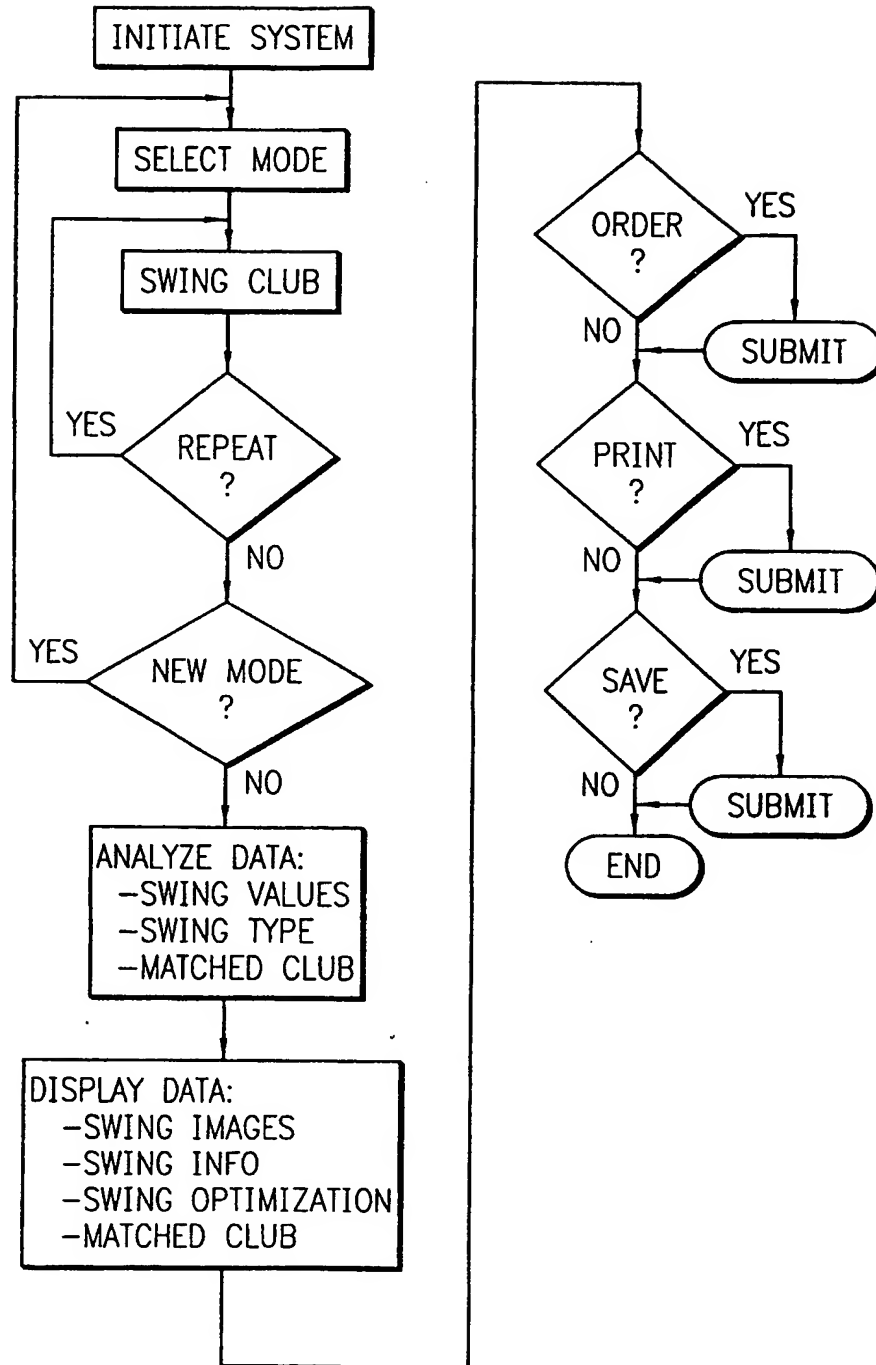 INITIATE SYSTEM
SELECT MODE
SWING CLUB
YES
REPEAT
?
NO
YES
NEW MODE
?
NO
ANALYZE DATA:
-SWING VALUES
-SWING TYPE
-MATCHED CLUB
DISPLAY DATA:
-SWING IMAGES
-SWING INFO
-SWING OPTIMIZATION
-MATCHED CLUB
ORDER
?
YES
NO
SUBMIT
PRINT
?
YES
NO
SUBMIT
SAVE
?
YES
NO
SUBMIT
END